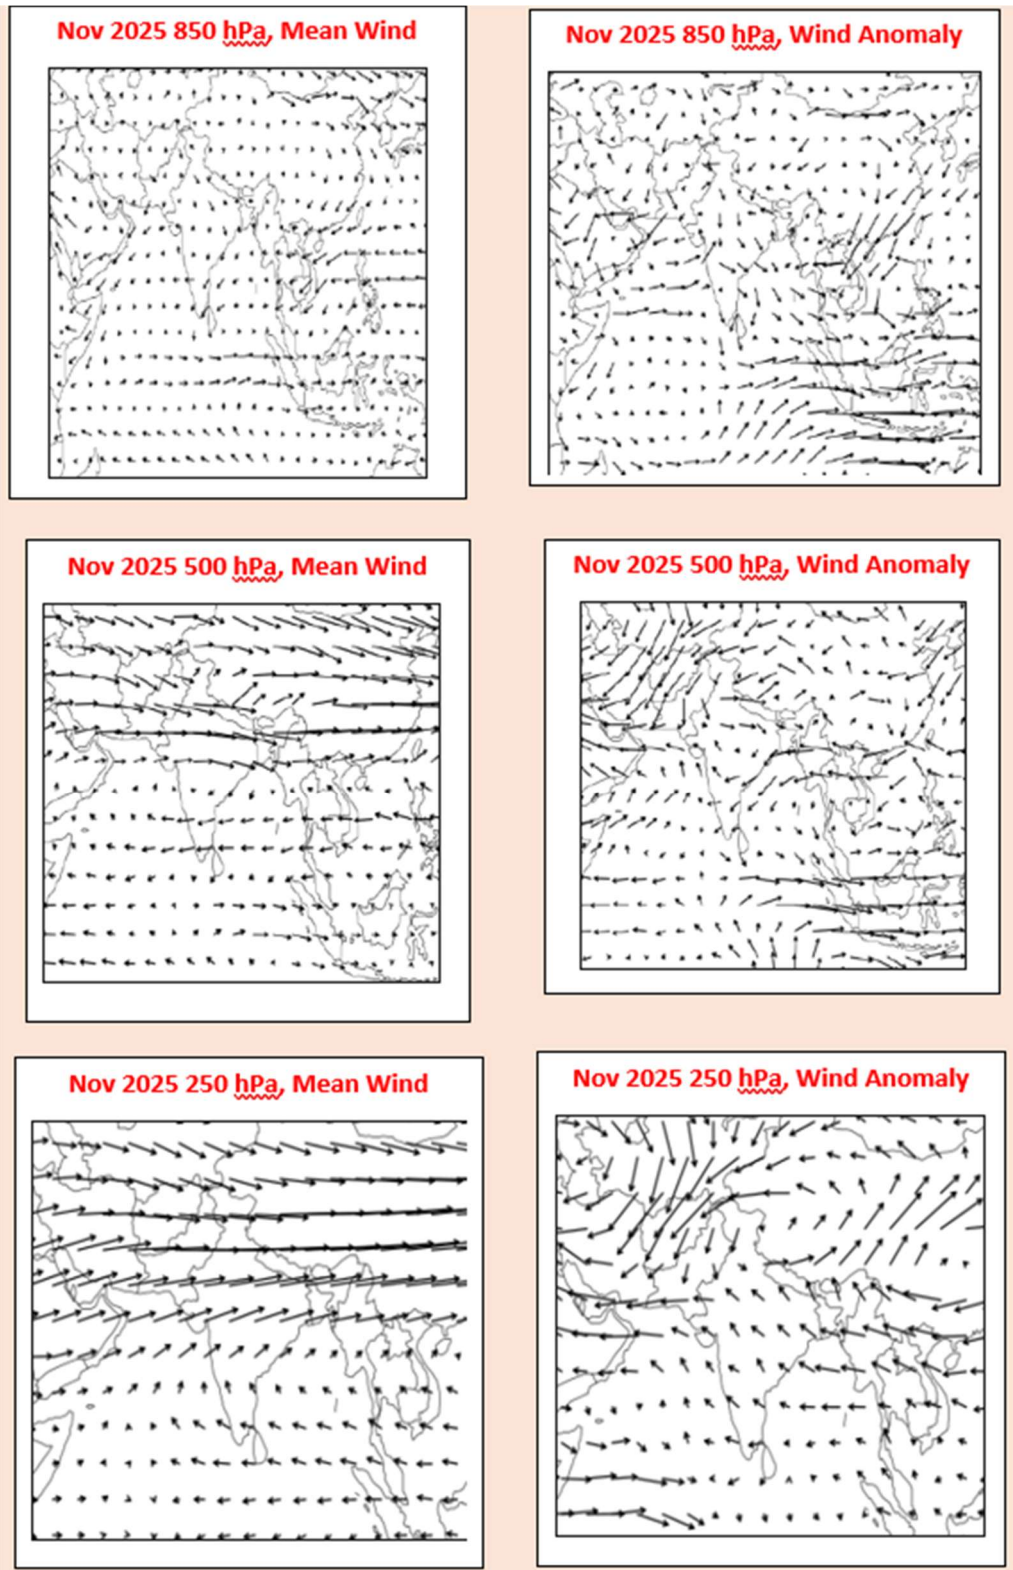 Nov 2025 850 hPa, Mean Wind
Nov 2025 850 hPa, Wind Anomaly
Nov 2025 500 hPa, Mean Wind
Nov 2025 500 hPa, Wind Anomaly
Nov 2025 250 hPa, Mean Wind
Nov 2025 250 hPa, Wind Anomaly